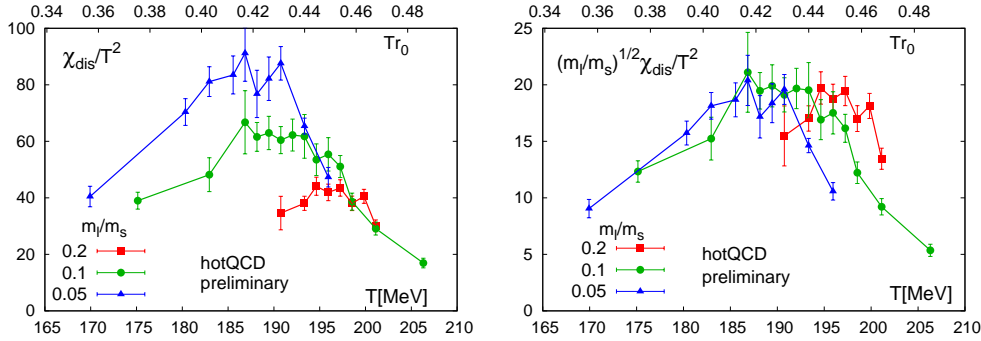 0.34 0.36 0.38 0.4 0.42 0.44 0.46 0.48
Tr₀
χdis/T²
100
80
60
40
20
0
mₗ/mₛ
0.2
0.1
0.05
hotQCD
preliminary
T[MeV]
165 170 175 180 185 190 195 200 205 210
0.34 0.36 0.38 0.4 0.42 0.44 0.46 0.48
Tr₀
(mₗ/mₛ)^1/2 χdis/T²
25
20
15
10
5
0
mₗ/mₛ
0.2
0.1
0.05
hotQCD
preliminary
T[MeV]
165 170 175 180 185 190 195 200 205 210